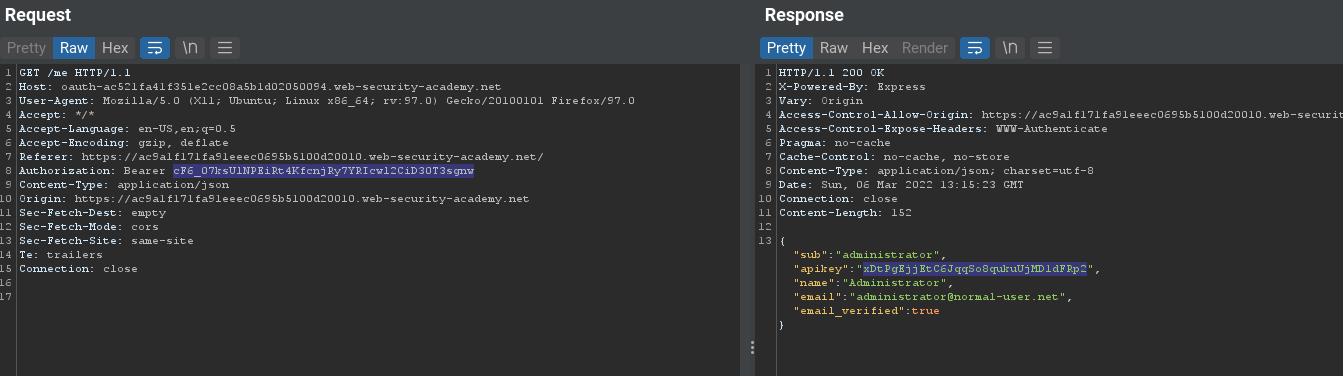 Request
Pretty Raw Hex \n
1 GET /me HTTP/1.1
2 Host: oauth-ac521fa41f351e2cc08a5b1d02050094.web-security-academy.net
3 User-Agent: Mozilla/5.0 (X11; Ubuntu; Linux x86_64; rv:97.0) Gecko/20100101 Firefox/97.0
4 Accept: */*
5 Accept-Language: en-US,en;q=0.5
6 Accept-Encoding: gzip, deflate
7 Referer: https://ac9a1f171fa91eeec0695b5100d20010.web-security-academy.net/
8 Authorization: Bearer cF6_07ksUlNPEiRt4KfcnjRy7YRIcwl2CiD30T3sgnw
9 Content-Type: application/json
10 Origin: https://ac9a1f171fa91eeec0695b5100d20010.web-security-academy.net
11 Sec-Fetch-Dest: empty
12 Sec-Fetch-Mode: cors
13 Sec-Fetch-Site: same-site
14 Te: trailers
15 Connection: close
16
17
Response
Pretty Raw Hex Render \n
1 HTTP/1.1 200 OK
2 X-Powered-By: Express
3 Vary: Origin
4 Access-Control-Allow-Origin: https://ac9a1f171fa91eeec0695b5100d20010.web-securit
5 Access-Control-Expose-Headers: WWW-Authenticate
6 Pragma: no-cache
7 Cache-Control: no-cache, no-store
8 Content-Type: application/json; charset=utf-8
9 Date: Sun, 06 Mar 2022 13:15:23 GMT
10 Connection: close
11 Content-Length: 152
12
13 {
"sub":"administrator",
"apikey":"xDtPgEjjEtC6JqqSo8qukuUjMD1dFRp2",
"name":"Administrator",
"email":"administrator@normal-user.net",
"email_verified":true
}